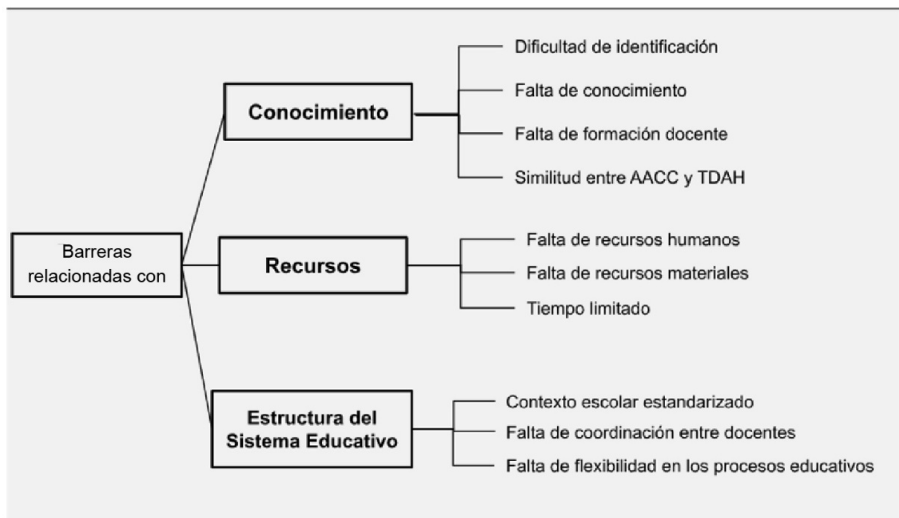 Barreras
relacionadas con
Conocimiento
Dificultad de identificación
Falta de conocimiento
Falta de formación docente
Similitud entre AACC y TDAH
Recursos
Falta de recursos humanos
Falta de recursos materiales
Tiempo limitado
Estructura del
Sistema Educativo
Contexto escolar estandarizado
Falta de coordinación entre docentes
Falta de flexibilidad en los procesos educativos